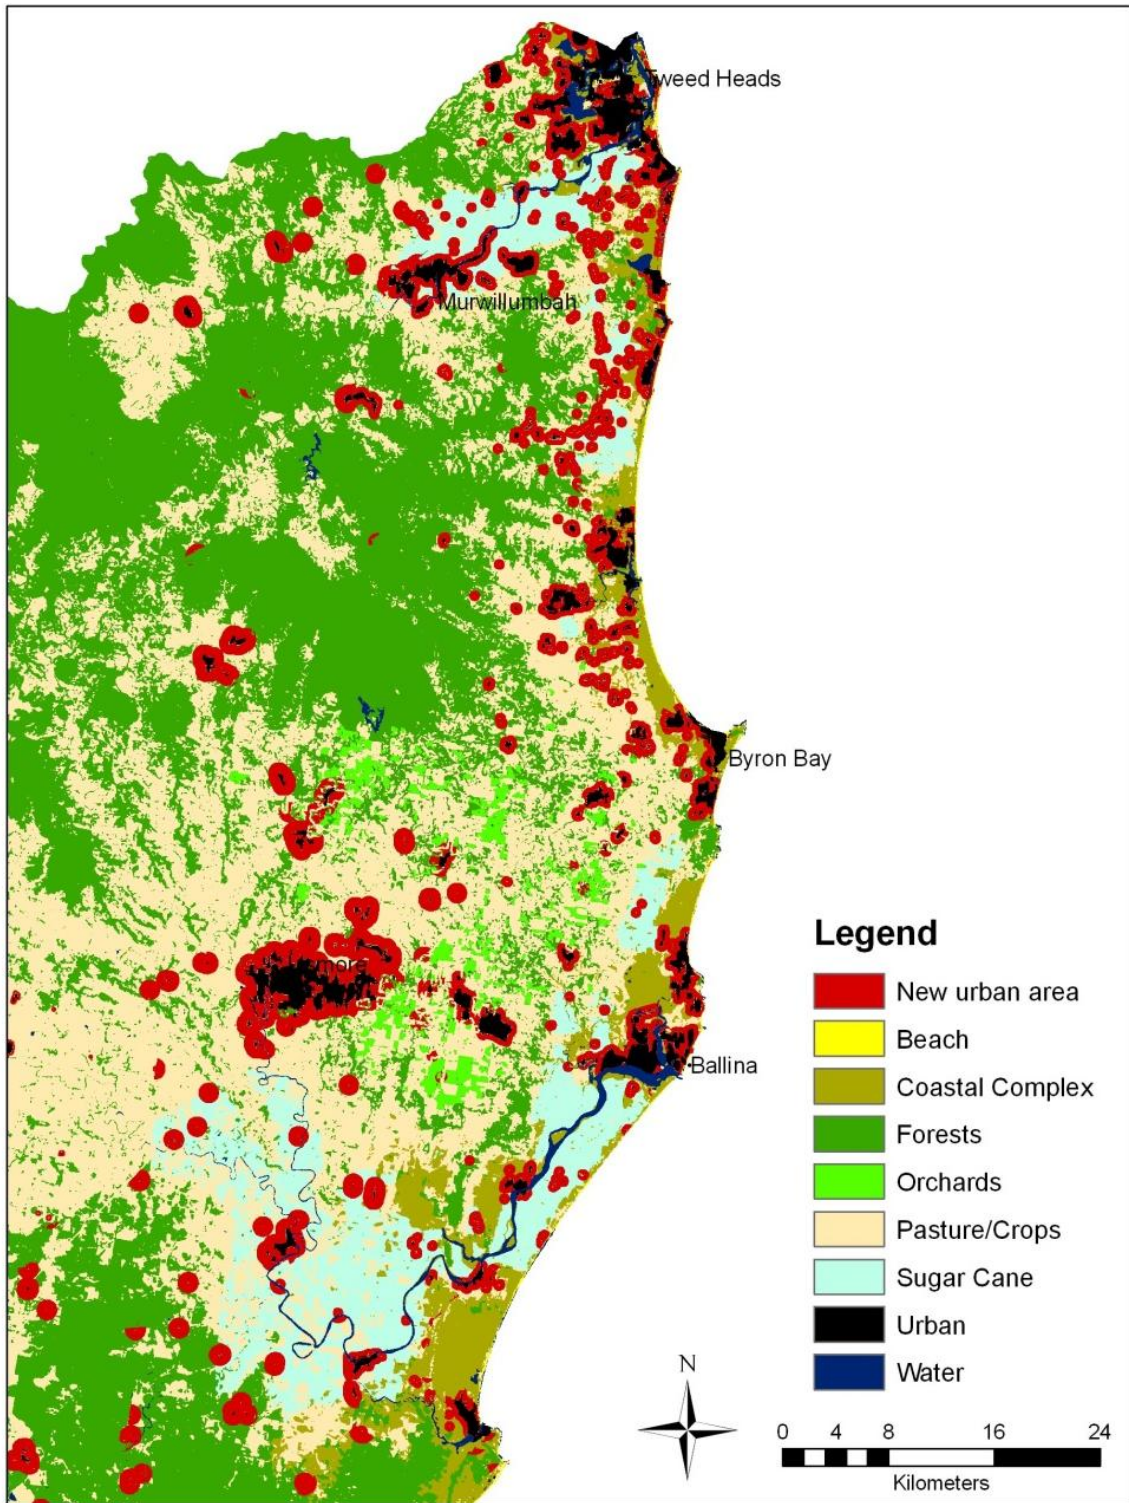 Tweed Heads
Murwillumbah
Byron Bay
Lismore
Ballina
Legend
New urban area
Beach
Coastal Complex
Forests
Orchards
Pasture/Crops
Sugar Cane
Urban
Water
N
0 4 8 16 24
Kilometers